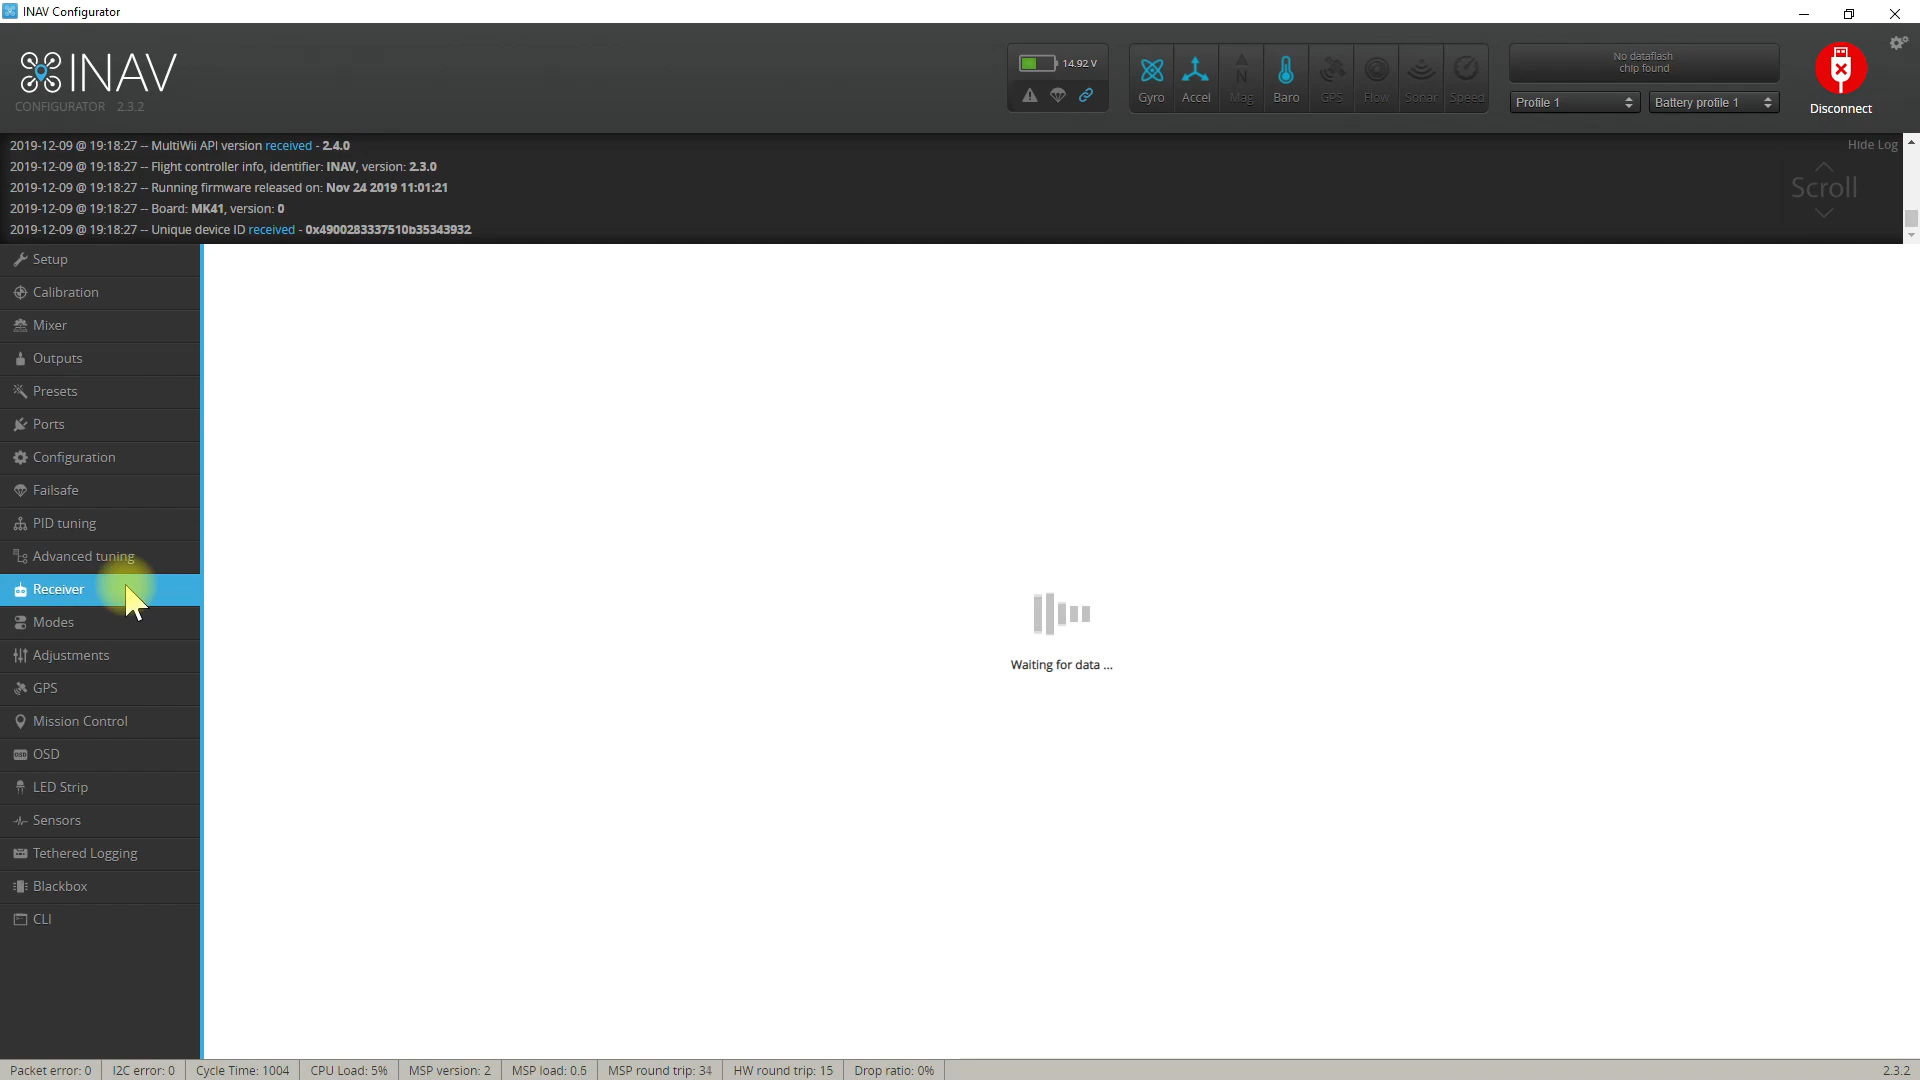 INAV Configurator
INAV
CONFIGURATOR 2.3.2
14.92 V
Gyro Accel Mag Baro GPS Flow Sonar Speed
No dataflash
chip found
Profile 1
Battery profile 1
Disconnect
2019-12-09 @ 19:18:27 -- MultiWii API version received - 2.4.0
2019-12-09 @ 19:18:27 -- Flight controller info, identifier: INAV, version: 2.3.0
2019-12-09 @ 19:18:27 -- Running firmware released on: Nov 24 2019 11:01:21
2019-12-09 @ 19:18:27 -- Board: MK41, version: 0
2019-12-09 @ 19:18:27 -- Unique device ID received - 0x4900283337510b35343932
Hide Log
Scroll
Setup
Calibration
Mixer
Outputs
Presets
Ports
Configuration
Failsafe
PID tuning
Advanced tuning
Receiver
Modes
Adjustments
GPS
Mission Control
OSD
LED Strip
Sensors
Tethered Logging
Blackbox
CLI
Waiting for data ...
Packet error: 0 I2C error: 0 Cycle Time: 1004 CPU Load: 5% MSP version: 2 MSP load: 0.6 MSP round trip: 34 HW round trip: 15 Drop ratio: 0% 2.3.2